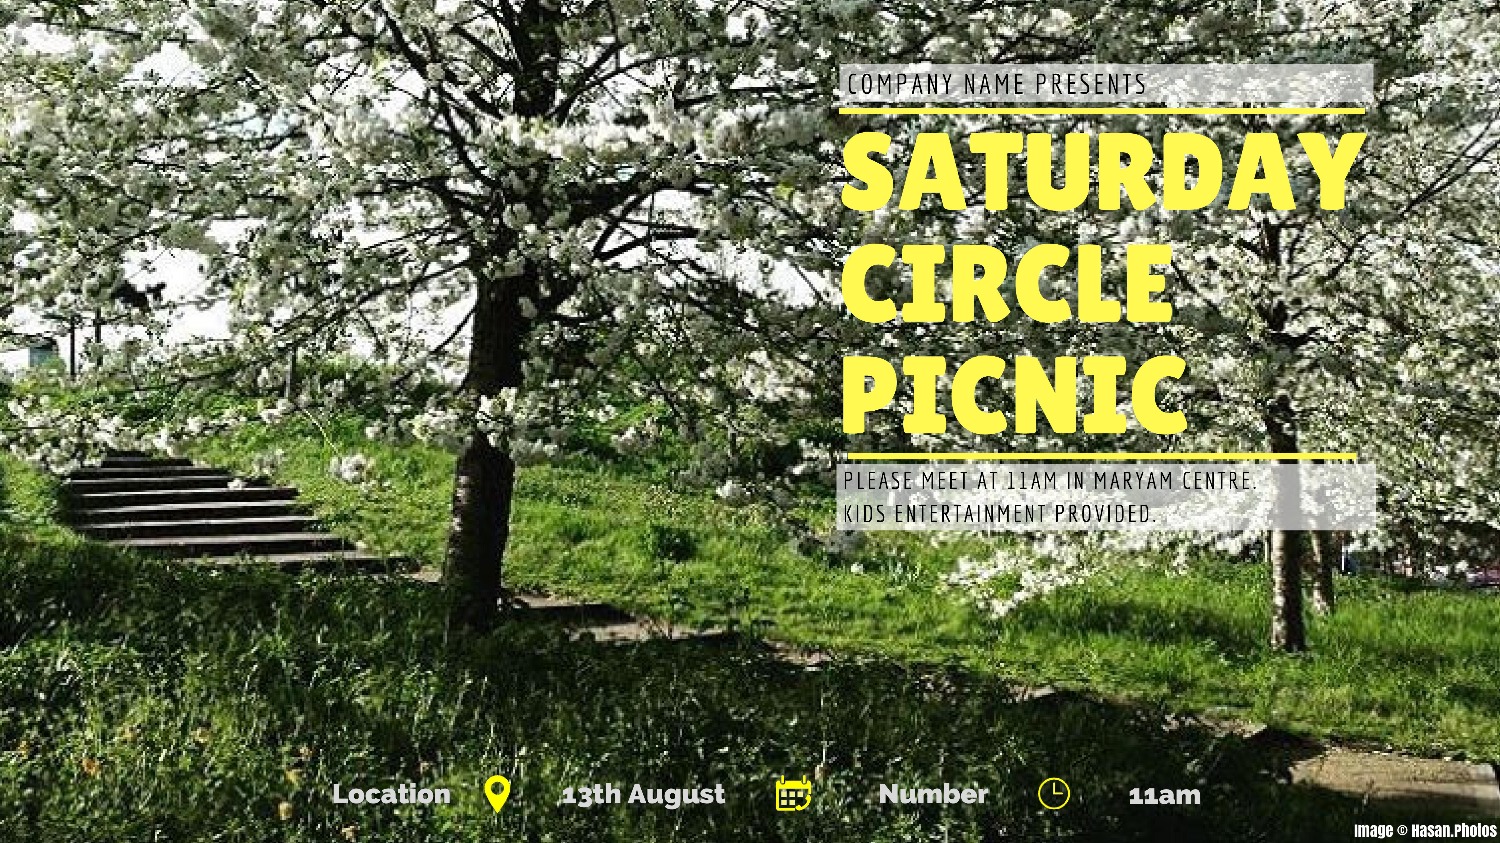 COMPANY NAME PRESENTS
SATURDAY
CIRCLE
PICNIC
PLEASE MEET AT 11AM IN MARYAM CENTRE.
KIDS ENTERTAINMENT PROVIDED.
Location 13th August Number 11am
Image © Hasan.Photos